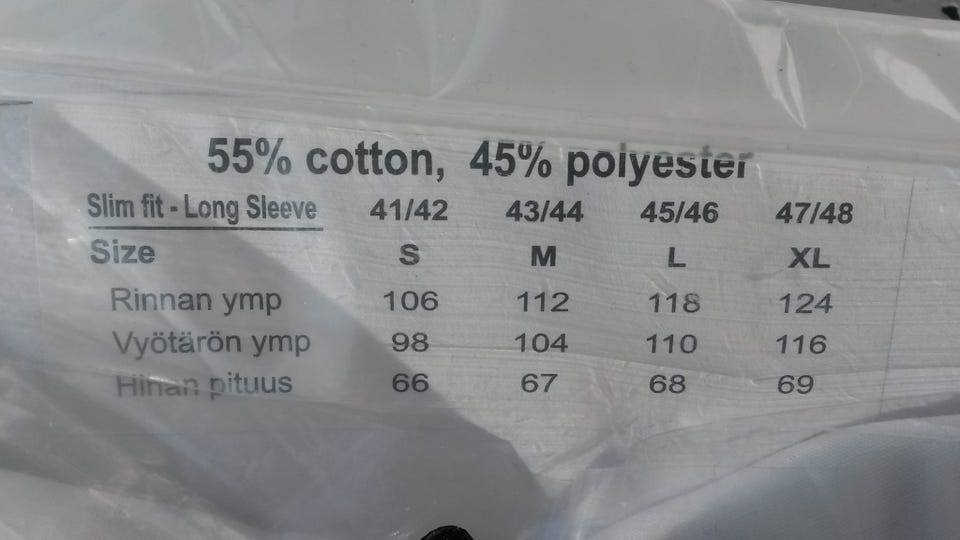 55% cotton, 45% polyester
Slim fit - Long Sleeve 41/42 43/44 45/46 47/48
Size S M L XL
Rinnan ymp 106 112 118 124
Vyötärön ymp 98 104 110 116
Hihan pituus 66 67 68 69